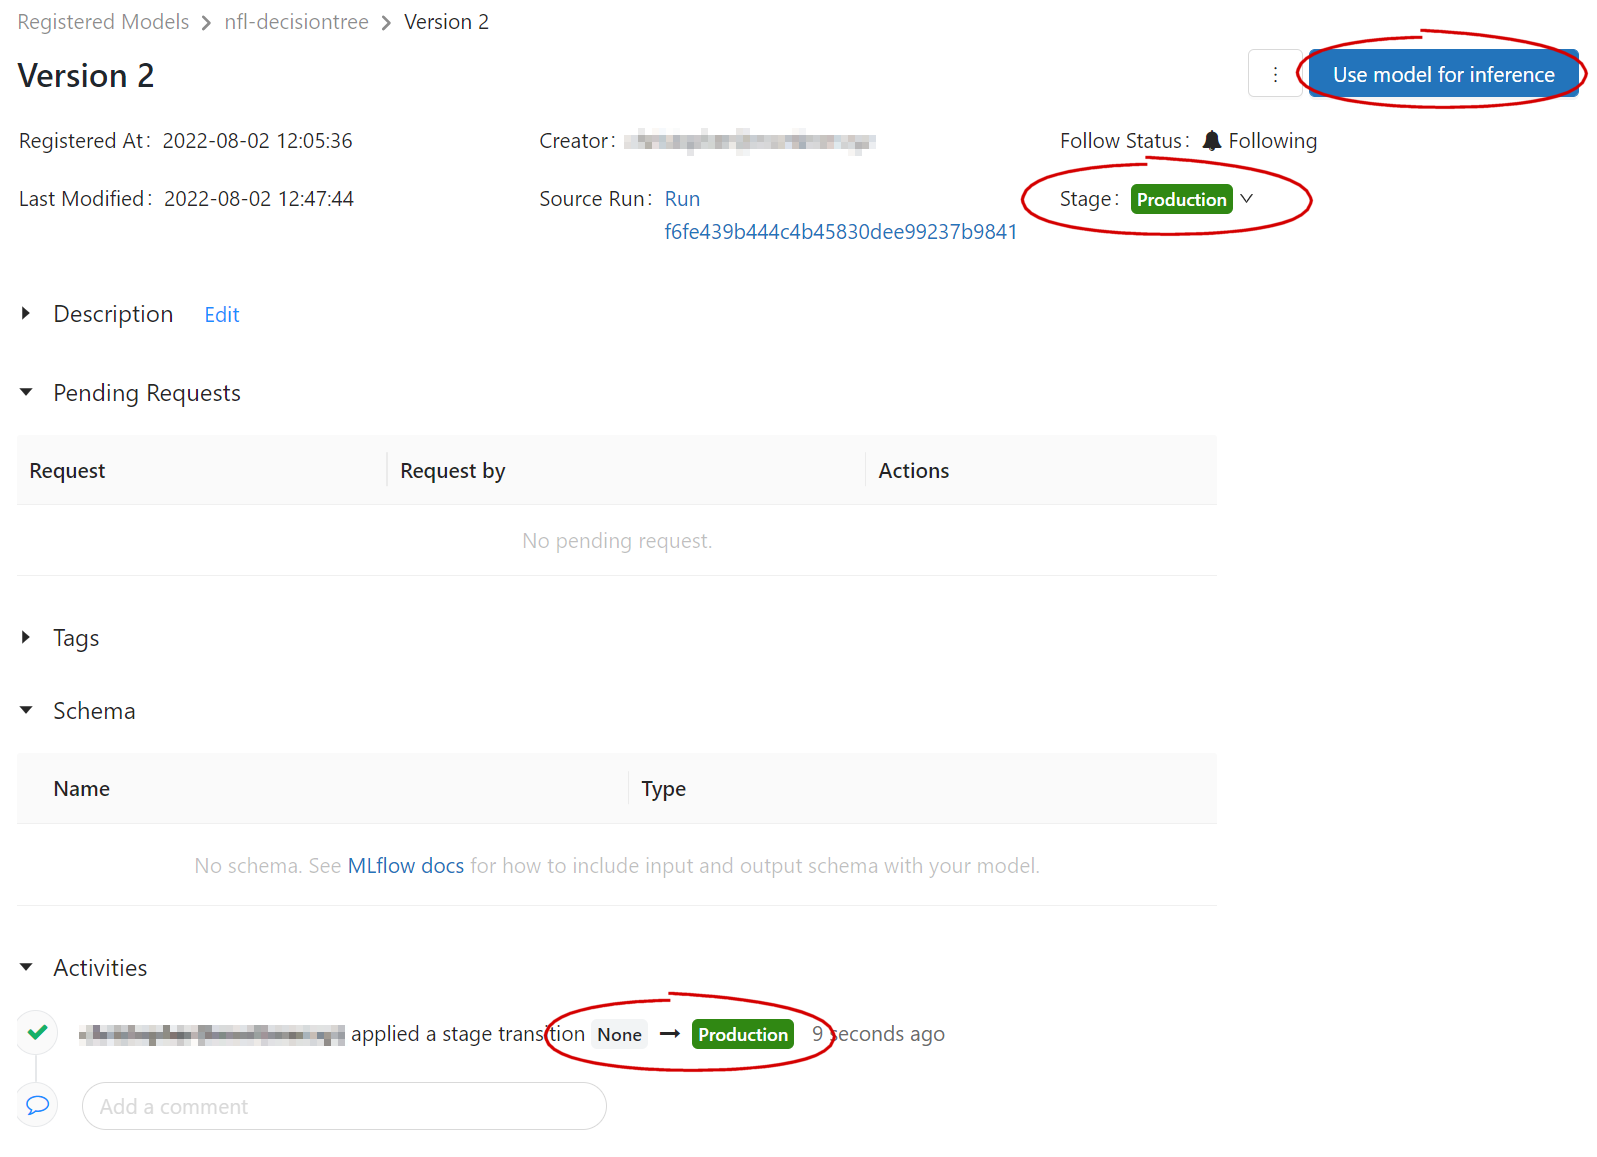 Registered Models > nfl-decisiontree > Version 2
Version 2
Use model for inference
Registered At: 2022-08-02 12:05:36
Creator:
Follow Status: Following
Last Modified: 2022-08-02 12:47:44
Source Run: Run
f6fe439b444c4b45830dee99237b9841
Stage: Production
Description Edit
Pending Requests
Request Request by Actions
No pending request.
Tags
Schema
Name Type
No schema. See MLflow docs for how to include input and output schema with your model.
Activities
applied a stage transition None → Production 9 seconds ago
Add a comment